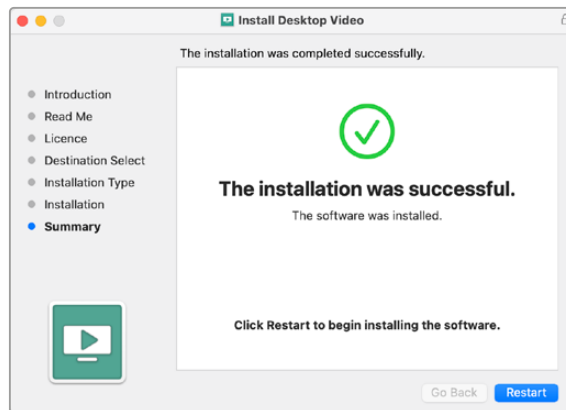 Install Desktop Video
The installation was completed successfully.
Introduction
Read Me
Licence
Destination Select
Installation Type
Installation
Summary
The installation was successful.
The software was installed.
Click Restart to begin installing the software.
Go Back
Restart